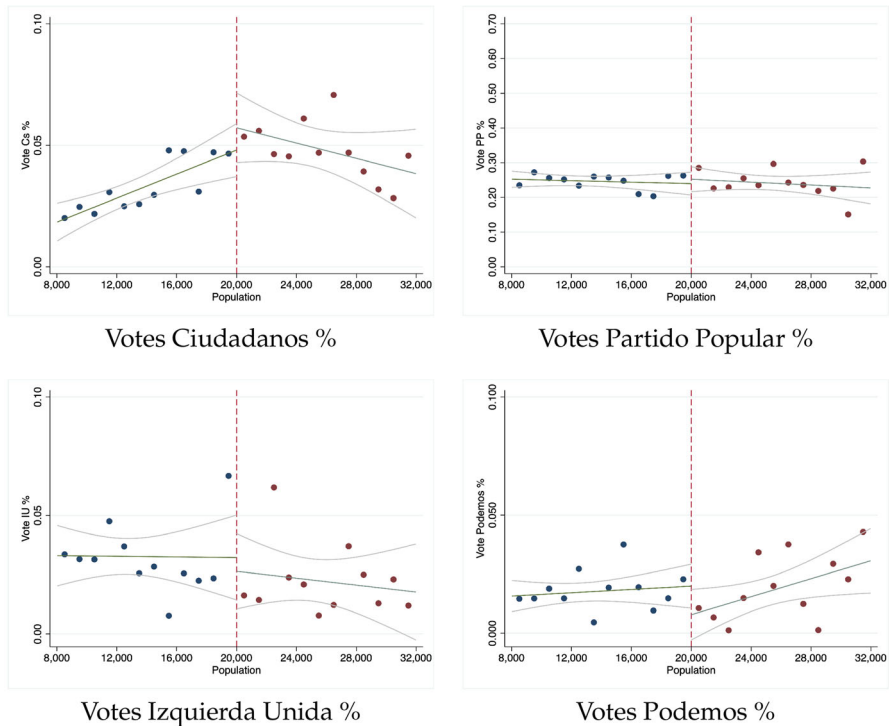 0.10
0.05
0.00
Vote Cs %
8,000 12,000 16,000 20,000 24,000 28,000 32,000
Population
Votes Ciudadanos %
0.70
0.60
0.50
0.40
0.30
0.20
0.10
0.00
Vote PP %
8,000 12,000 16,000 20,000 24,000 28,000 32,000
Population
Votes Partido Popular %
0.10
0.05
0.00
Vote IU %
8,000 12,000 16,000 20,000 24,000 28,000 32,000
Population
Votes Izquierda Unida %
0.100
0.050
0.000
Vote Podemos %
8,000 12,000 16,000 20,000 24,000 28,000 32,000
Population
Votes Podemos %